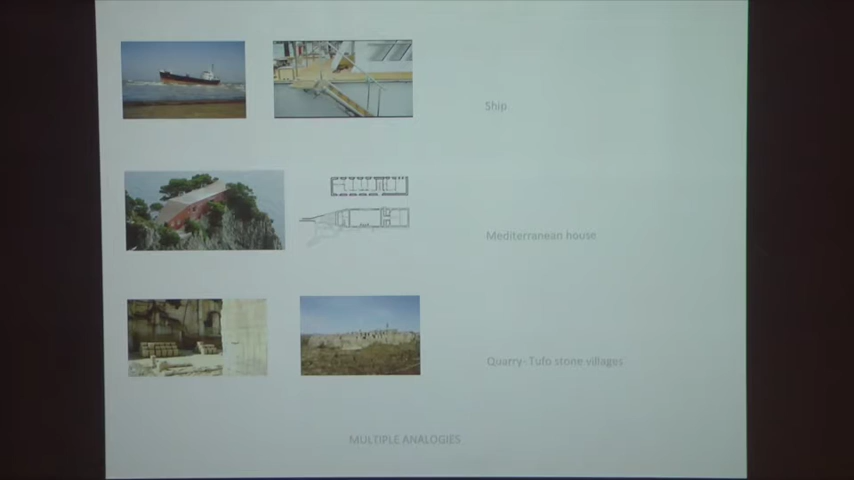 Ship
Mediterranean house
Quarry- Tufo stone villages
MULTIPLE ANALOGIES